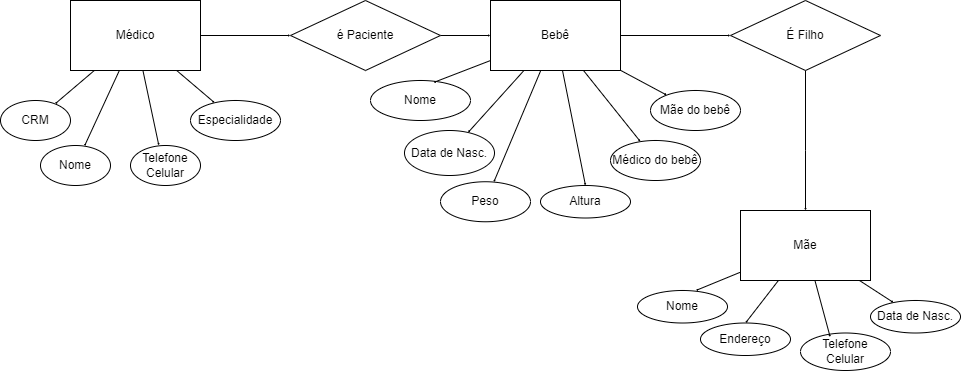 Médico
é Paciente
Bebê
É Filho
CRM
Nome
Telefone
Celular
Especialidade
Nome
Data de Nasc.
Peso
Altura
Médico do bebê
Mãe do bebê
Mãe
Nome
Endereço
Telefone
Celular
Data de Nasc.